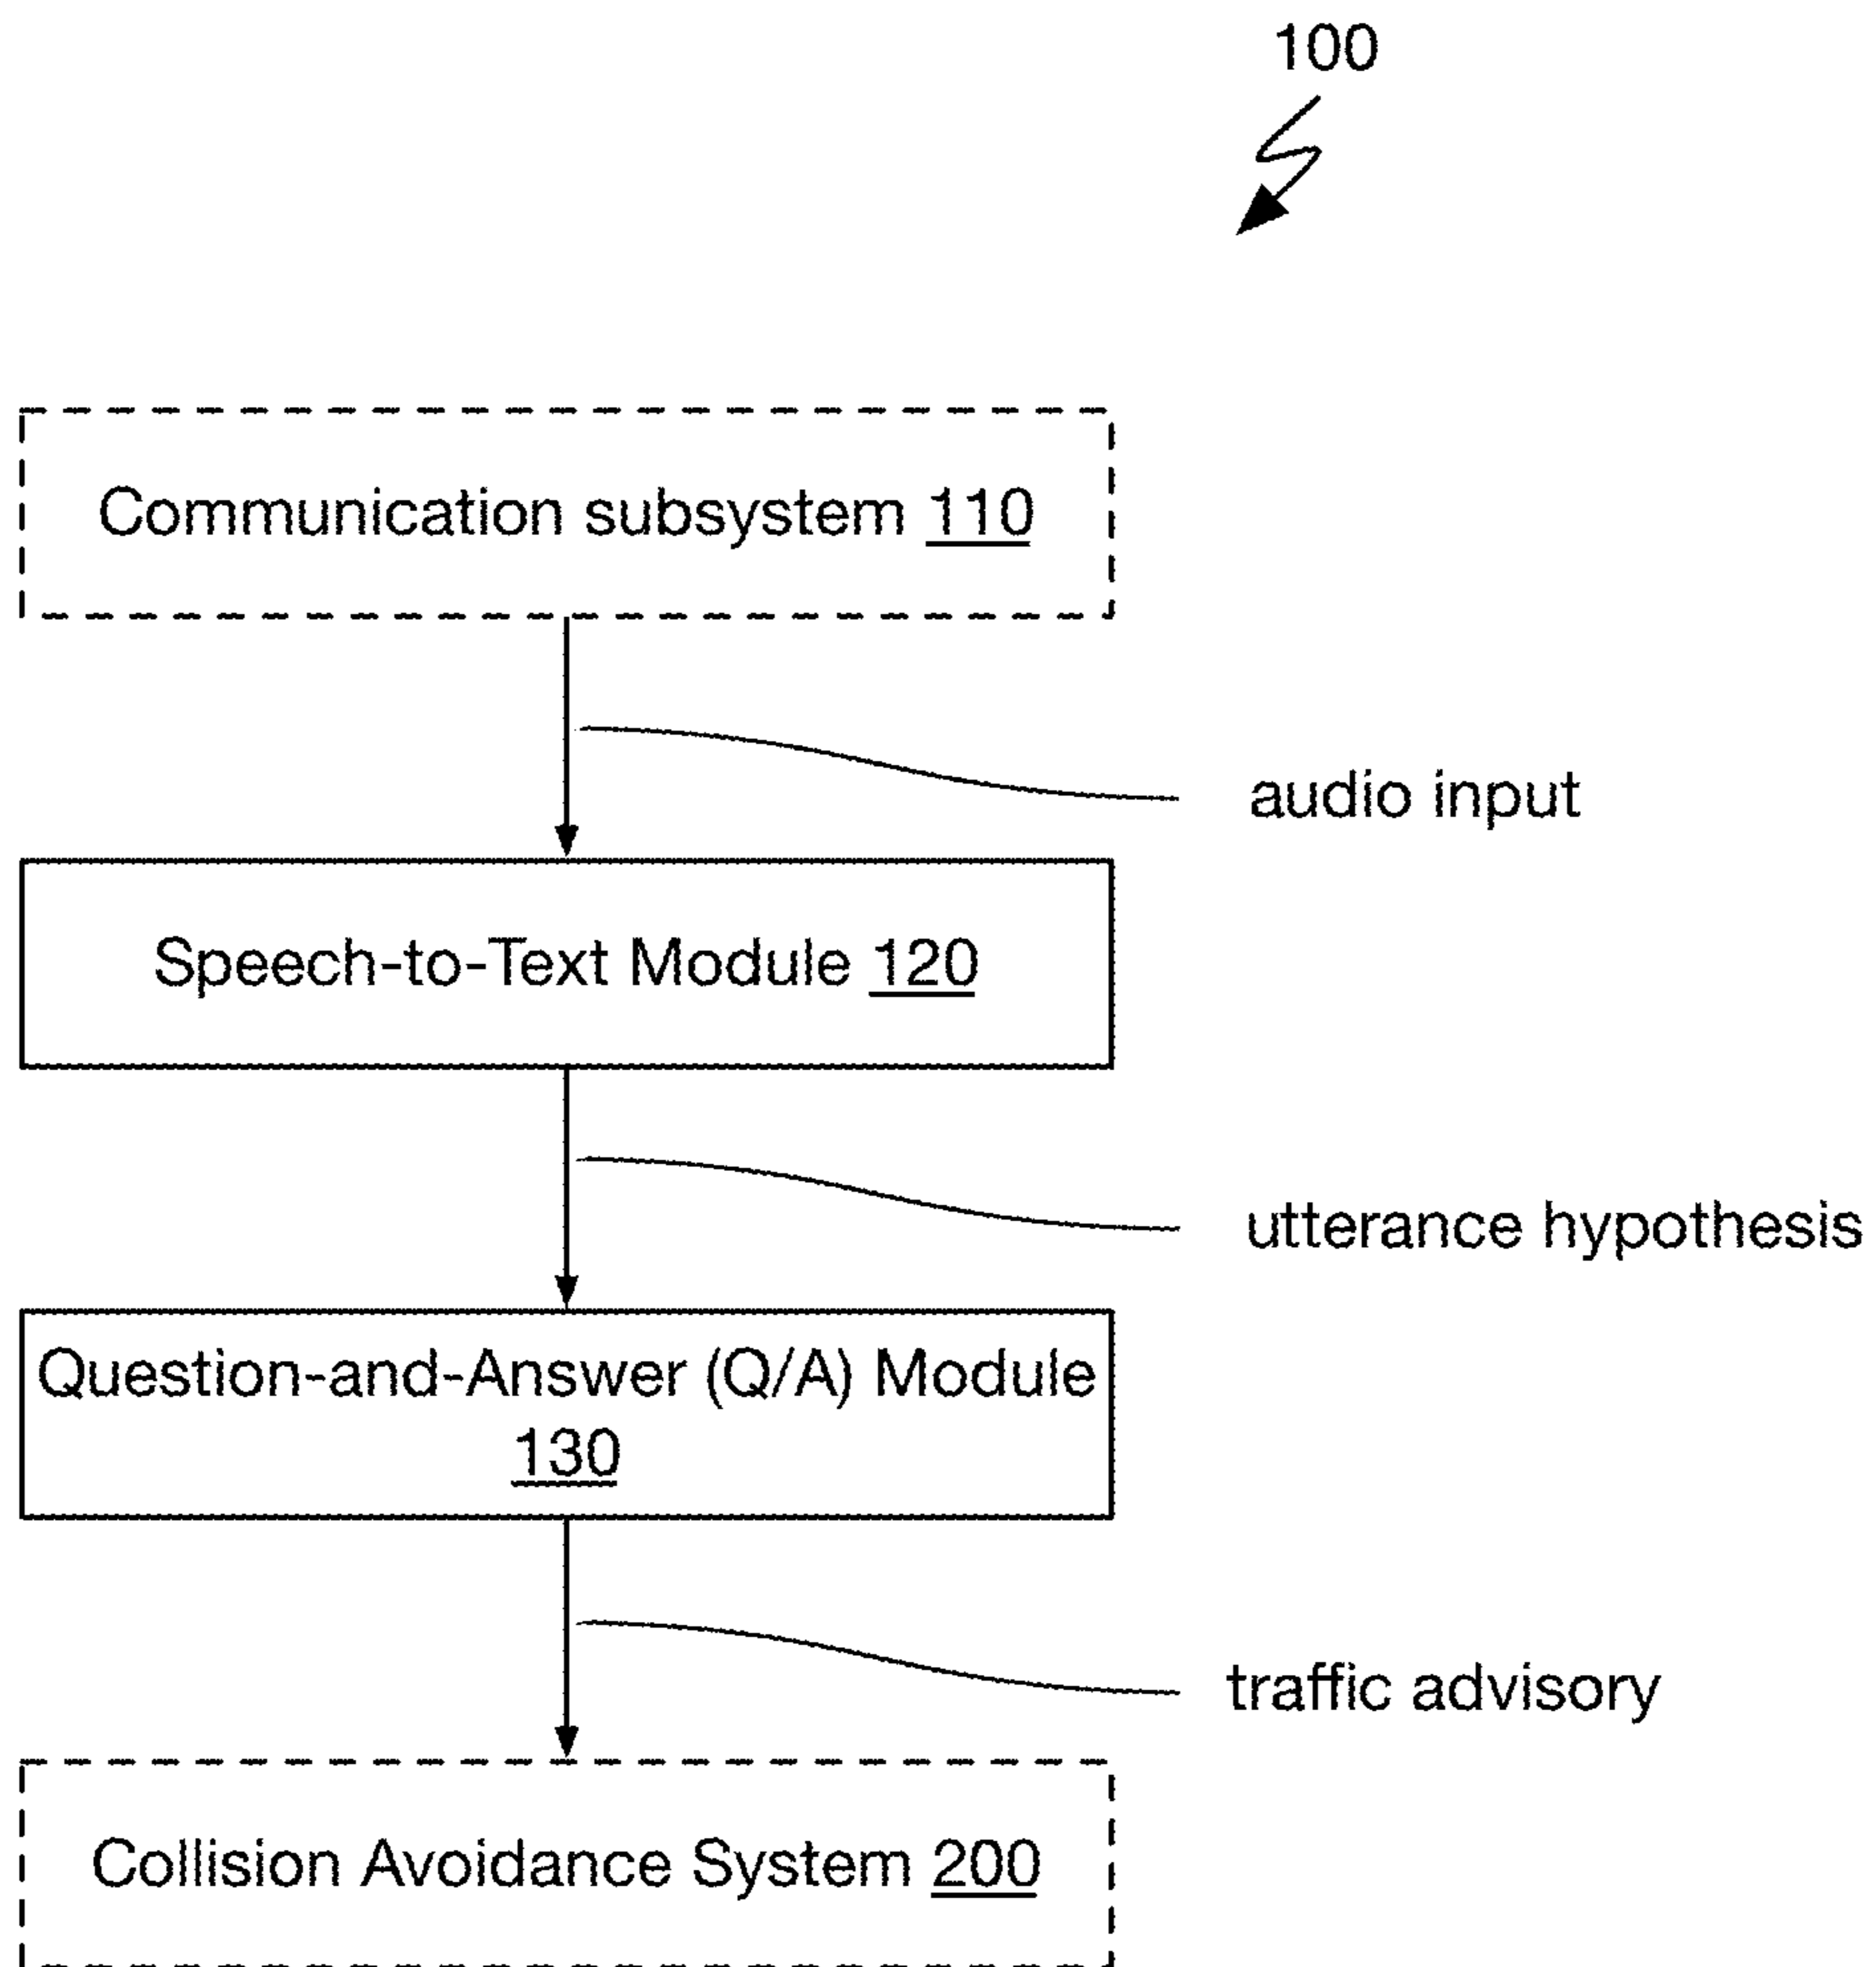 100
Communication subsystem 110
audio input
Speech-to-Text Module 120
utterance hypothesis
Question-and-Answer (Q/A) Module
130
traffic advisory
Collision Avoidance System 200